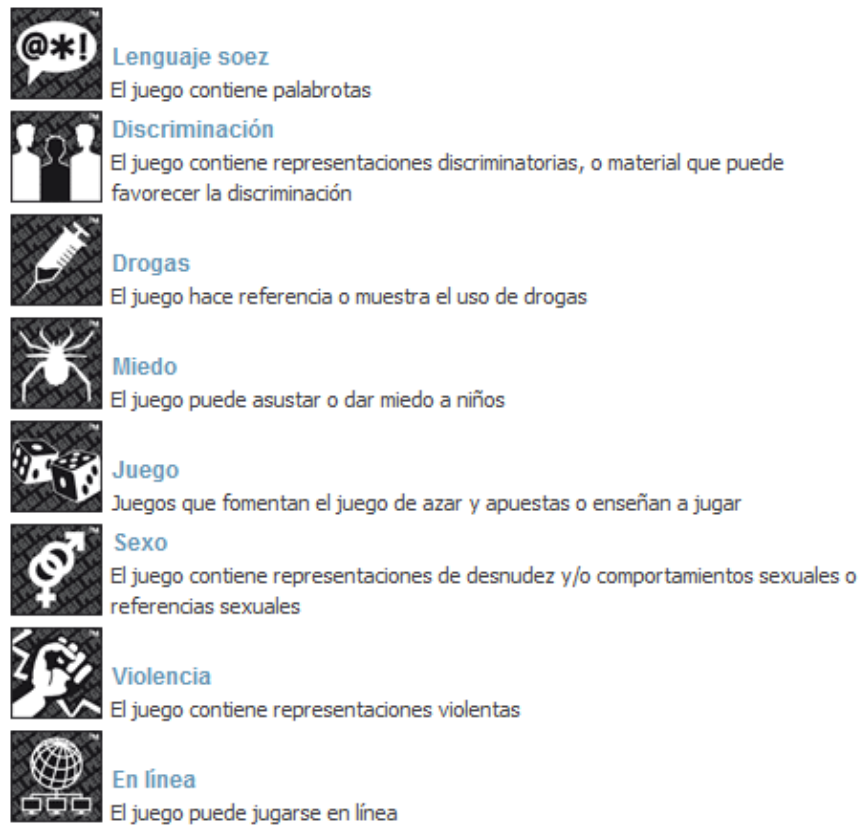 @*!
Lenguaje soez
El juego contiene palabrotas
Discriminación
El juego contiene representaciones discriminatorias, o material que puede
favorecer la discriminación
Drogas
El juego hace referencia o muestra el uso de drogas
Miedo
El juego puede asustar o dar miedo a niños
Juego
Juegos que fomentan el juego de azar y apuestas o enseñan a jugar
Sexo
El juego contiene representaciones de desnudez y/o comportamientos sexuales o
referencias sexuales
Violencia
El juego contiene representaciones violentas
En línea
El juego puede jugarse en línea